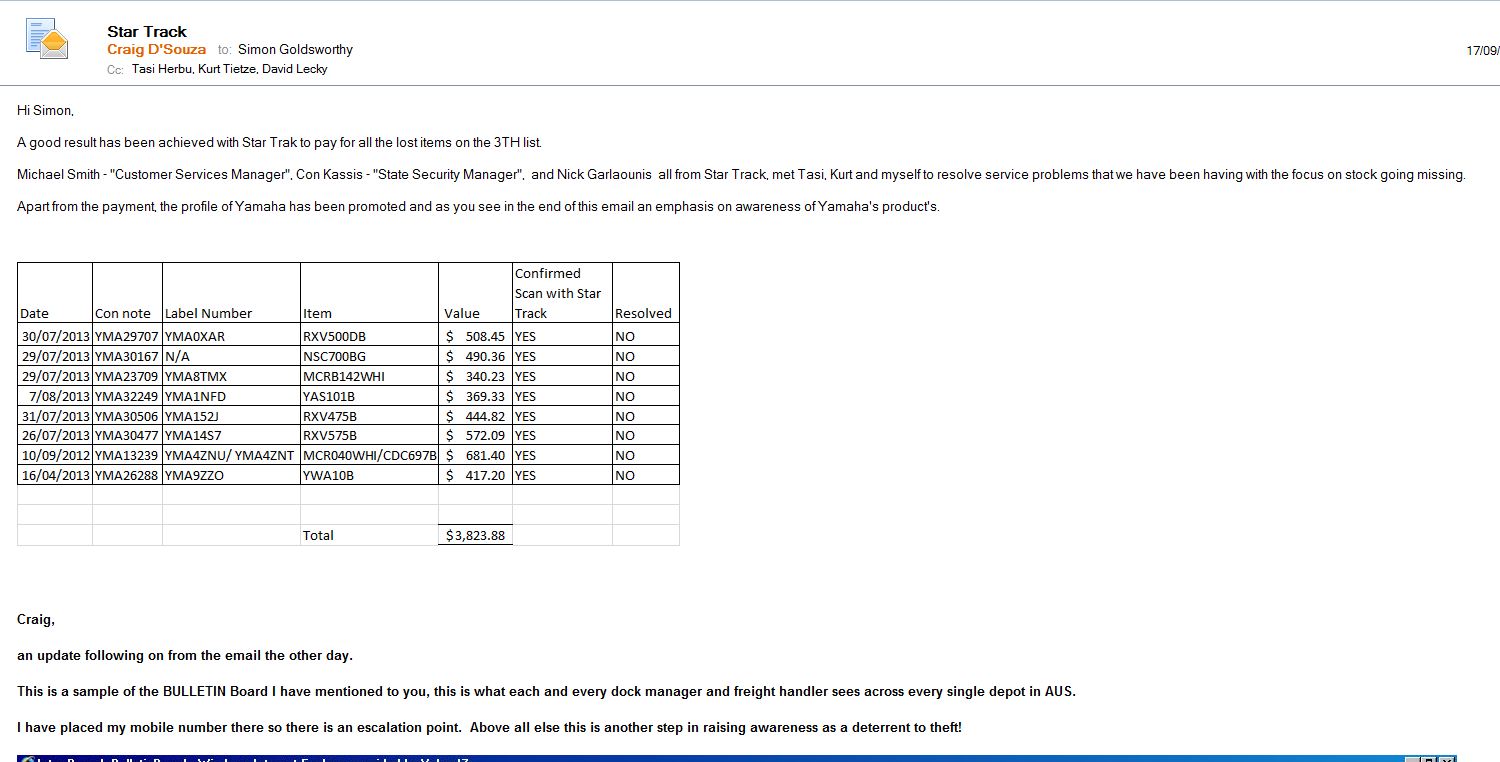 Star Track
Craig D'Souza to: Simon Goldsworthy
17/09/
Cc: Tasi Herbu, Kurt Tietze, David Lecky
Hi Simon,
A good result has been achieved with Star Trak to pay for all the lost items on the 3TH list.
Michael Smith - "Customer Services Manager", Con Kassis - "State Security Manager", and Nick Garlaounis all from Star Track, met Tasi, Kurt and myself to resolve service problems that we have been having with the focus on stock going missing.
Apart from the payment, the profile of Yamaha has been promoted and as you see in the end of this email an emphasis on awareness of Yamaha's product's.
Date Con note Label Number Item Value Confirmed Scan with Star Track Resolved
30/07/2013 YMA29707 YMA0XAR RXV500DB $ 508.45 YES NO
29/07/2013 YMA30167 N/A NSC700BG $ 490.36 YES NO
29/07/2013 YMA23709 YMA8TMX MCRB142WHI $ 340.23 YES NO
7/08/2013 YMA32249 YMA1NFD YAS101B $ 369.33 YES NO
31/07/2013 YMA30506 YMA152J RXV475B $ 444.82 YES NO
26/07/2013 YMA30477 YMA14S7 RXV575B $ 572.09 YES NO
10/09/2012 YMA13239 YMA4ZNU/ YMA4ZNT MCR040WHI/CDC697B $ 681.40 YES NO
16/04/2013 YMA26288 YMA9ZZO YWA10B $ 417.20 YES NO
Total $3,823.88
Craig,
an update following on from the email the other day.
This is a sample of the BULLETIN Board I have mentioned to you, this is what each and every dock manager and freight handler sees across every single depot in AUS.
I have placed my mobile number there so there is an escalation point. Above all else this is another step in raising awareness as a deterrent to theft!